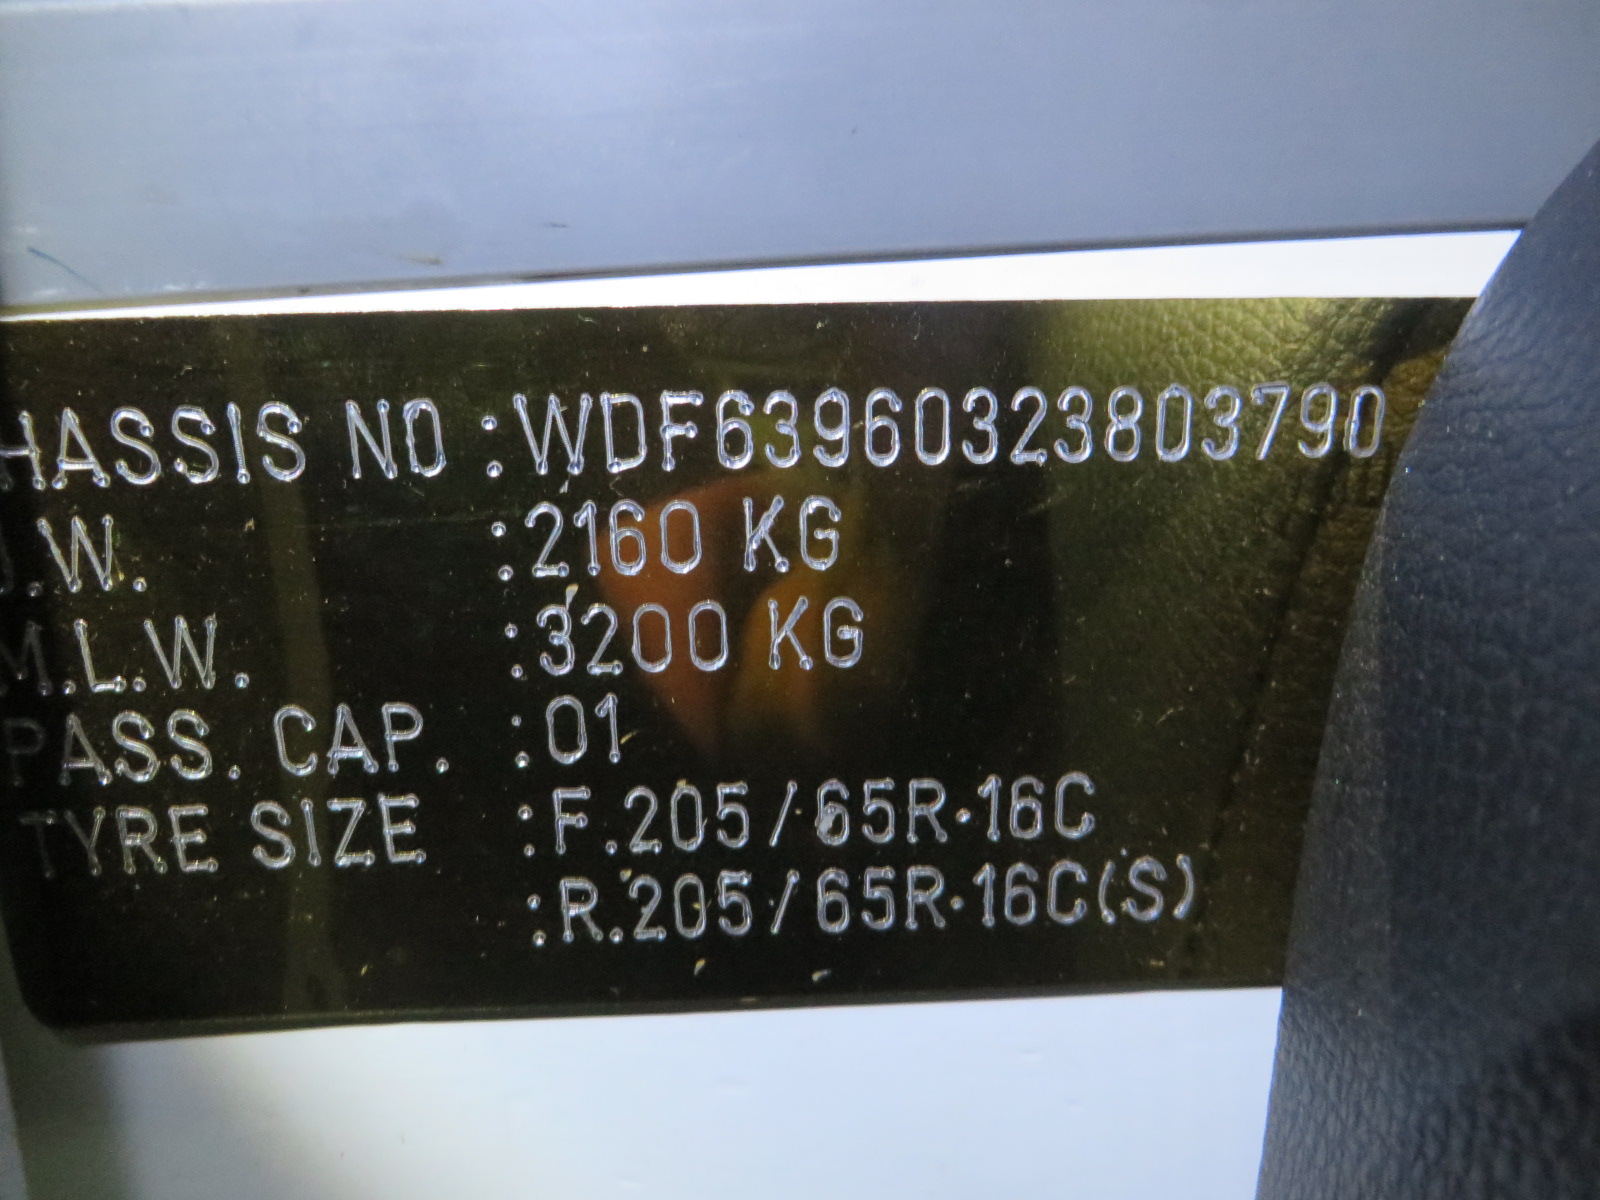 HASSIS NO :WDF63960323803790
.W. :2160 KG
M.L.W. :3200 KG
PASS. CAP. :01
TYRE SIZE :F.205/65R·16C
:R.205/65R·16C(S)